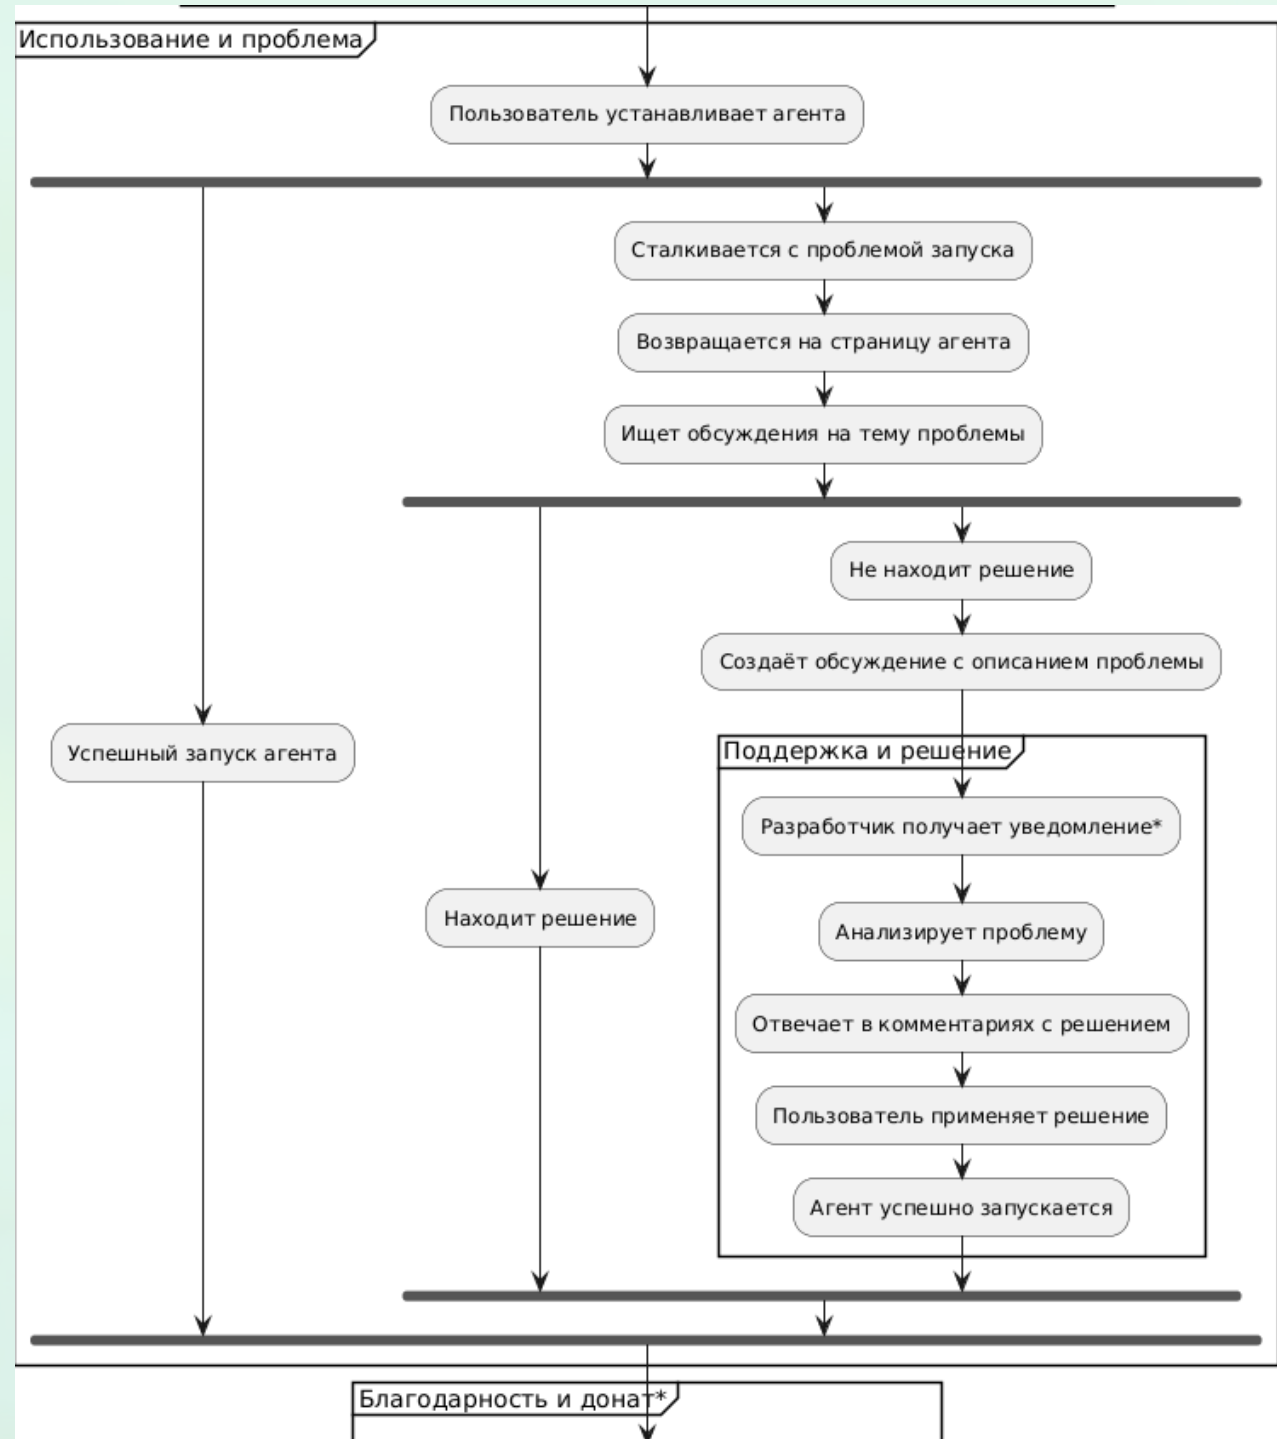 Использование и проблема
Пользователь устанавливает агента
Сталкивается с проблемой запуска
Возвращается на страницу агента
Ищет обсуждения на тему проблемы
Не находит решение
Создаёт обсуждение с описанием проблемы
Успешный запуск агента
Поддержка и решение
Разработчик получает уведомление*
Находит решение
Анализирует проблему
Отвечает в комментариях с решением
Пользователь применяет решение
Агент успешно запускается
Благодарность и донат*